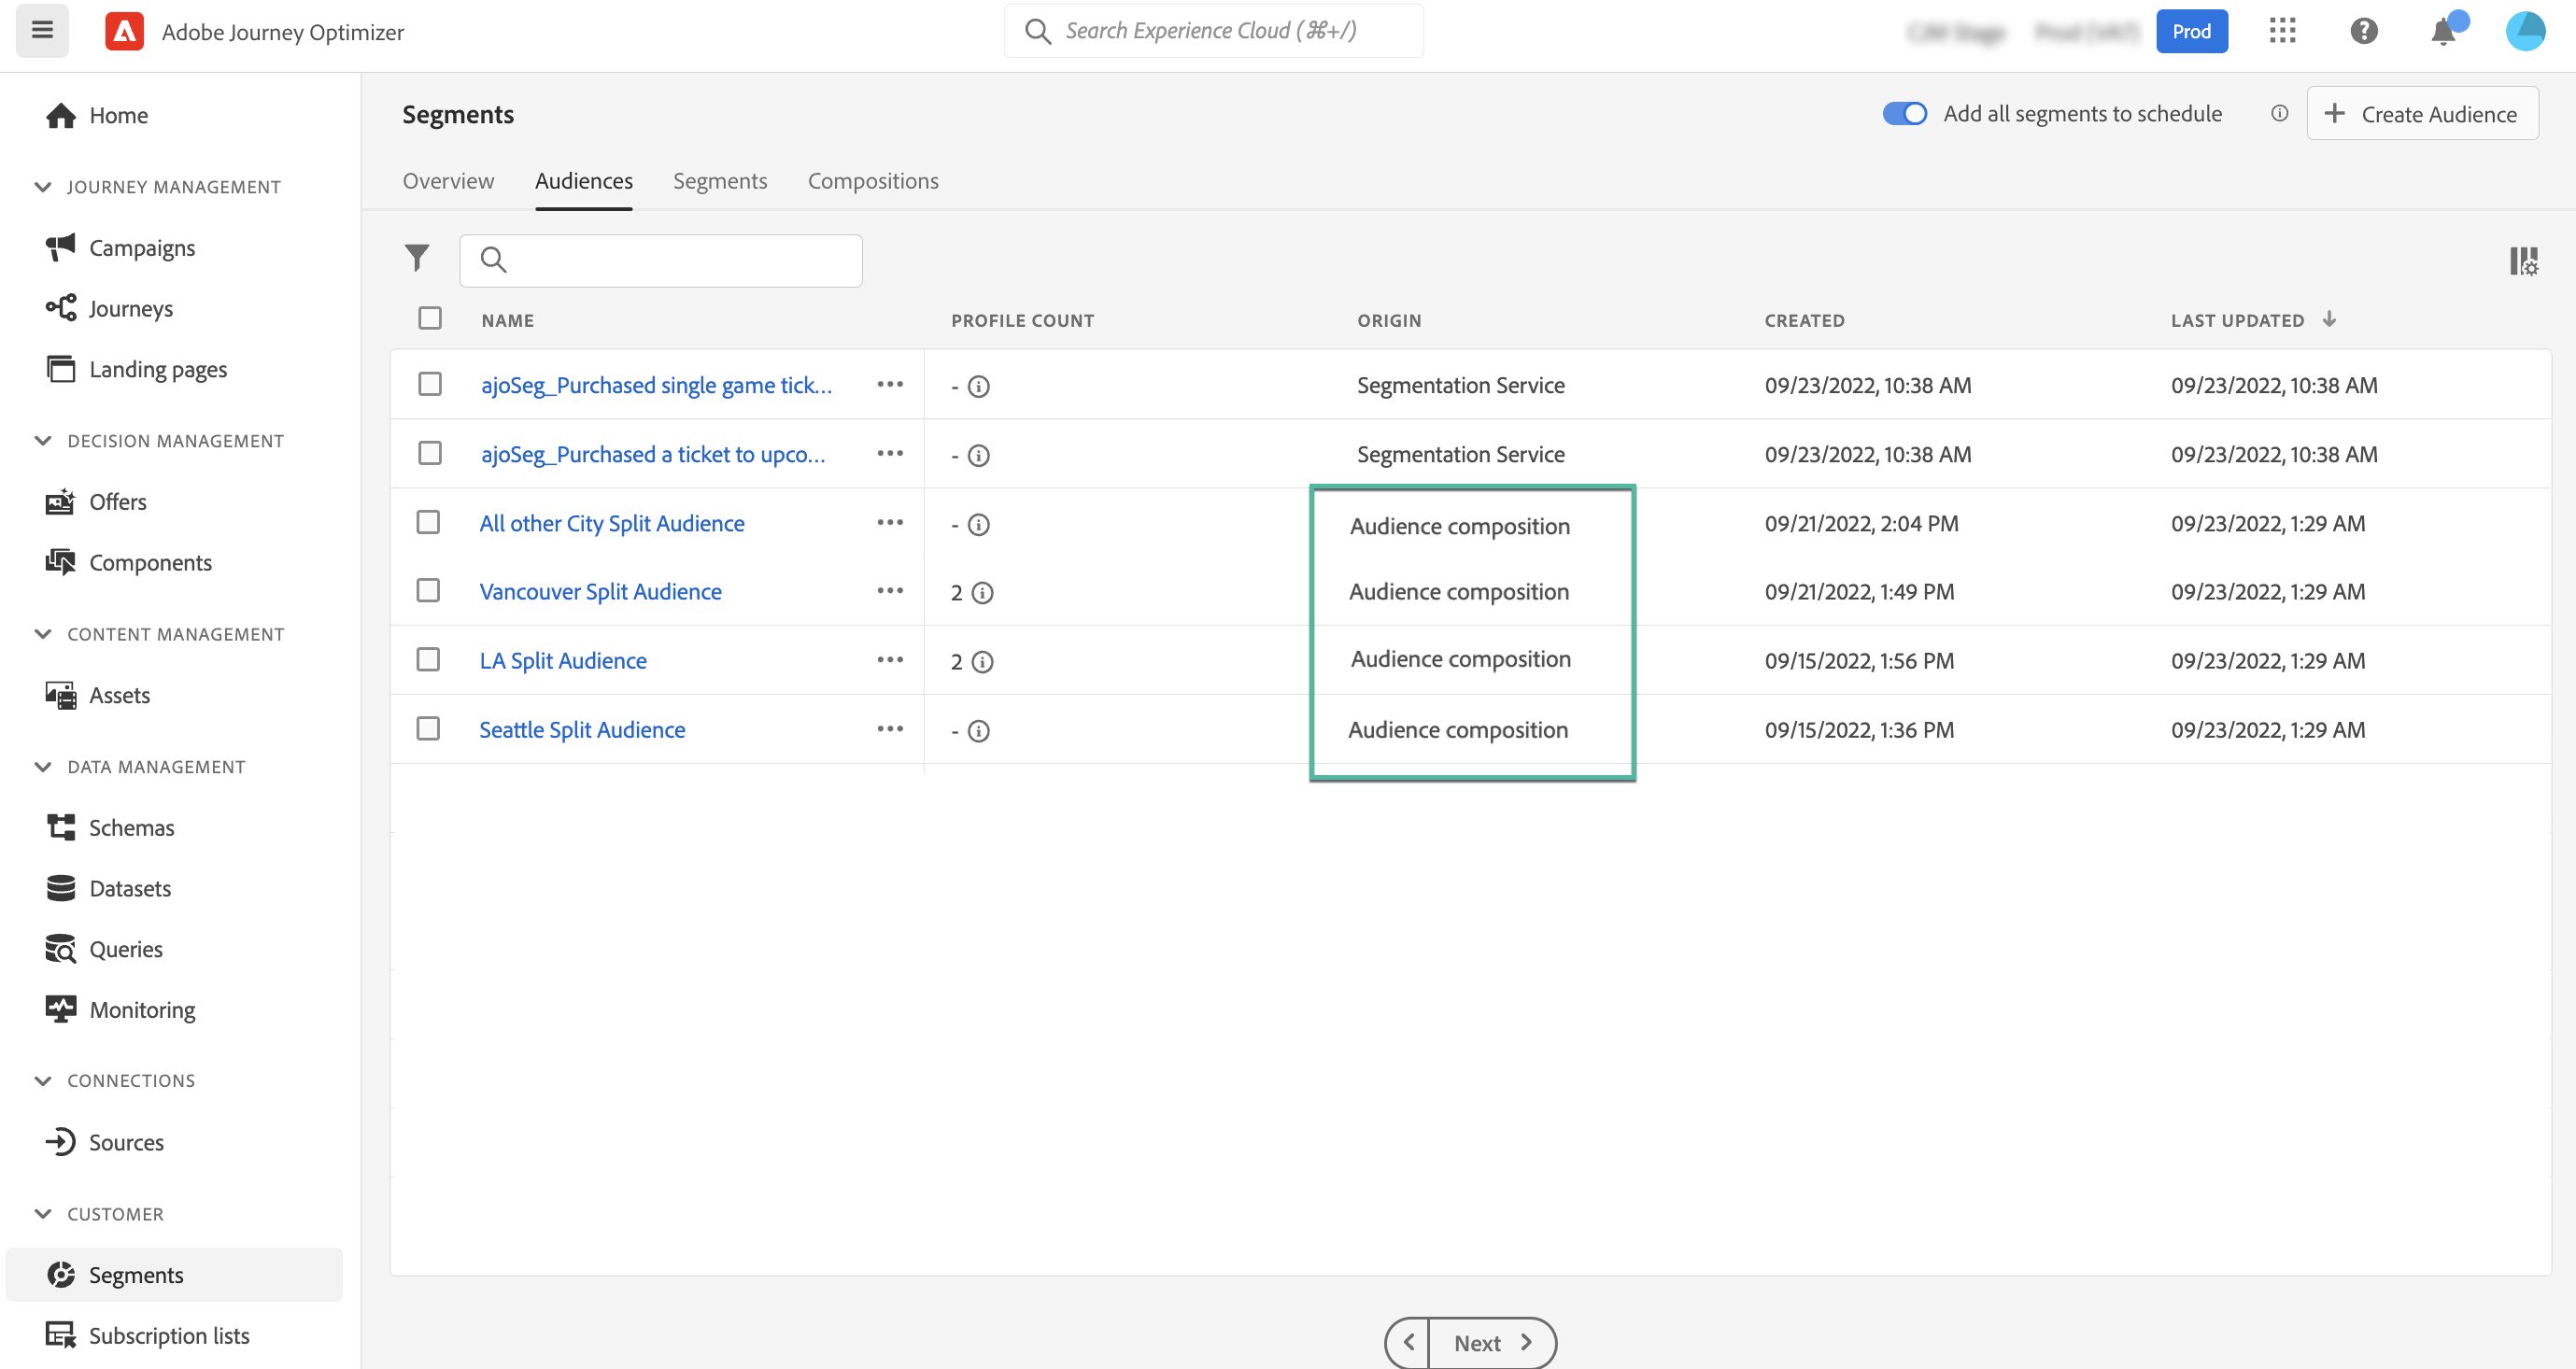 Adobe Journey Optimizer
Search Experience Cloud (⌘+/)
Prod
Home
JOURNEY MANAGEMENT
Campaigns
Journeys
Landing pages
DECISION MANAGEMENT
Offers
Components
CONTENT MANAGEMENT
Assets
DATA MANAGEMENT
Schemas
Datasets
Queries
Monitoring
CONNECTIONS
Sources
CUSTOMER
Segments
Subscription lists
Segments
Add all segments to schedule
+ Create Audience
Overview Audiences Segments Compositions
NAME PROFILE COUNT ORIGIN CREATED LAST UPDATED ↓
ajoSeg_Purchased single game tick... ••• - Segmentation Service 09/23/2022, 10:38 AM 09/23/2022, 10:38 AM
ajoSeg_Purchased a ticket to upco... ••• - Segmentation Service 09/23/2022, 10:38 AM 09/23/2022, 10:38 AM
All other City Split Audience ••• - Audience composition 09/21/2022, 2:04 PM 09/23/2022, 1:29 AM
Vancouver Split Audience ••• 2 Audience composition 09/21/2022, 1:49 PM 09/23/2022, 1:29 AM
LA Split Audience ••• 2 Audience composition 09/15/2022, 1:56 PM 09/23/2022, 1:29 AM
Seattle Split Audience ••• - Audience composition 09/15/2022, 1:36 PM 09/23/2022, 1:29 AM
Next